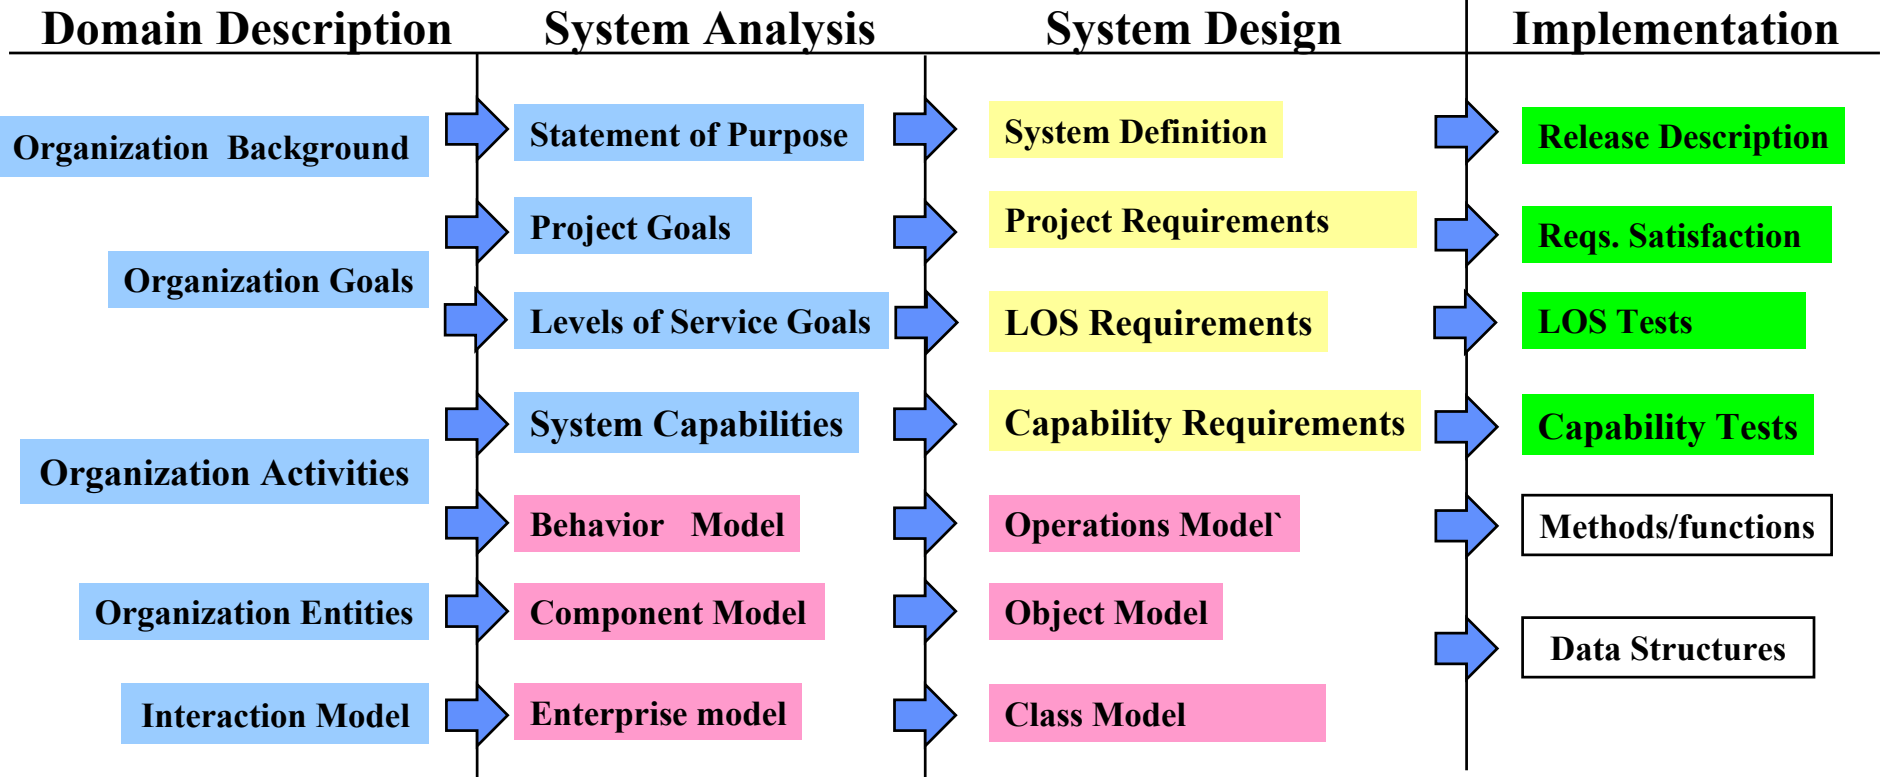 Domain Description
System Analysis
System Design
Implementation
Organization Background
Statement of Purpose
System Definition
Release Description
Project Goals
Project Requirements
Reqs. Satisfaction
Organization Goals
Levels of Service Goals
LOS Requirements
LOS Tests
System Capabilities
Capability Requirements
Capability Tests
Organization Activities
Behavior Model
Operations Model`
Methods/functions
Organization Entities
Component Model
Object Model
Data Structures
Interaction Model
Enterprise model
Class Model